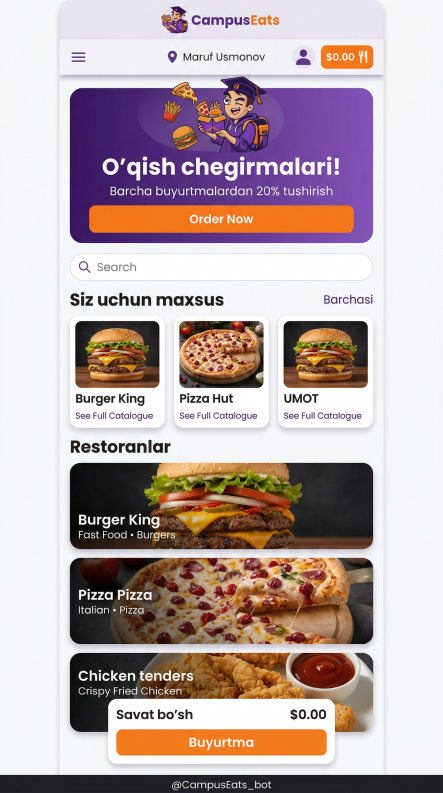 CampusEats
Maruf Usmonov
$0.00
O’qish chegirmalari!
Barcha buyurtmalardan 20% tushirish
Order Now
Search
Siz uchun maxsus
Barchasi
Burger King
See Full Catalogue
Pizza Hut
See Full Catalogue
UMOT
See Full Catalogue
Restoranlar
Burger King
Fast Food • Burgers
Pizza Pizza
Italian • Pizza
Chicken tenders
Crispy Fried Chicken
Savat bo’sh
$0.00
Buyurtma
@CampusEats_bot